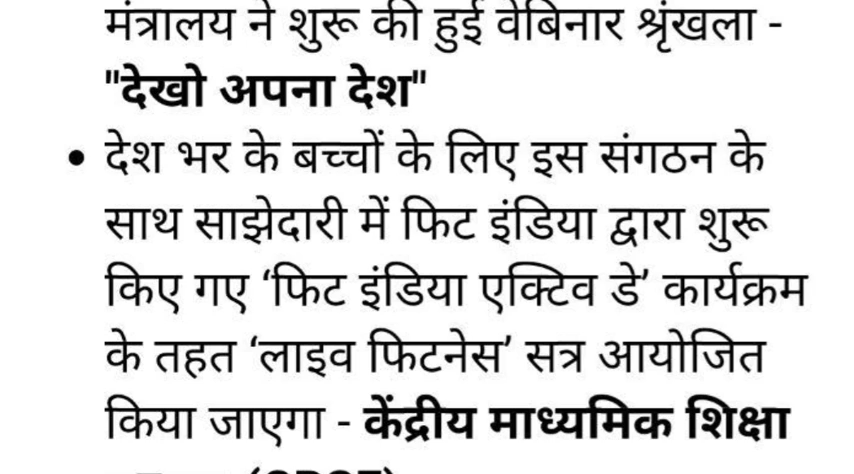 मंत्रालय ने शुरू की हुई वेबिनार श्रृंखला -
"देखो अपना देश"
• देश भर के बच्चों के लिए इस संगठन के
साथ साझेदारी में फिट इंडिया द्वारा शुरू
किए गए ‘फिट इंडिया एक्टिव डे’ कार्यक्रम
के तहत ‘लाइव फिटनेस’ सत्र आयोजित
किया जाएगा - केंद्रीय माध्यमिक शिक्षा